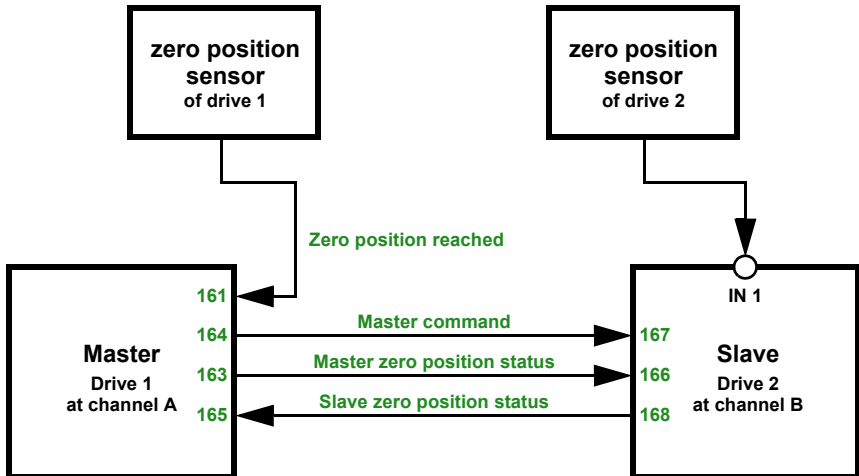 zero position
sensor
of drive 1
zero position
sensor
of drive 2
Zero position reached
IN 1
161
164
Master command
167
Master
Drive 1
at channel A
163
Master zero position status
166
Slave
Drive 2
at channel B
165
Slave zero position status
168